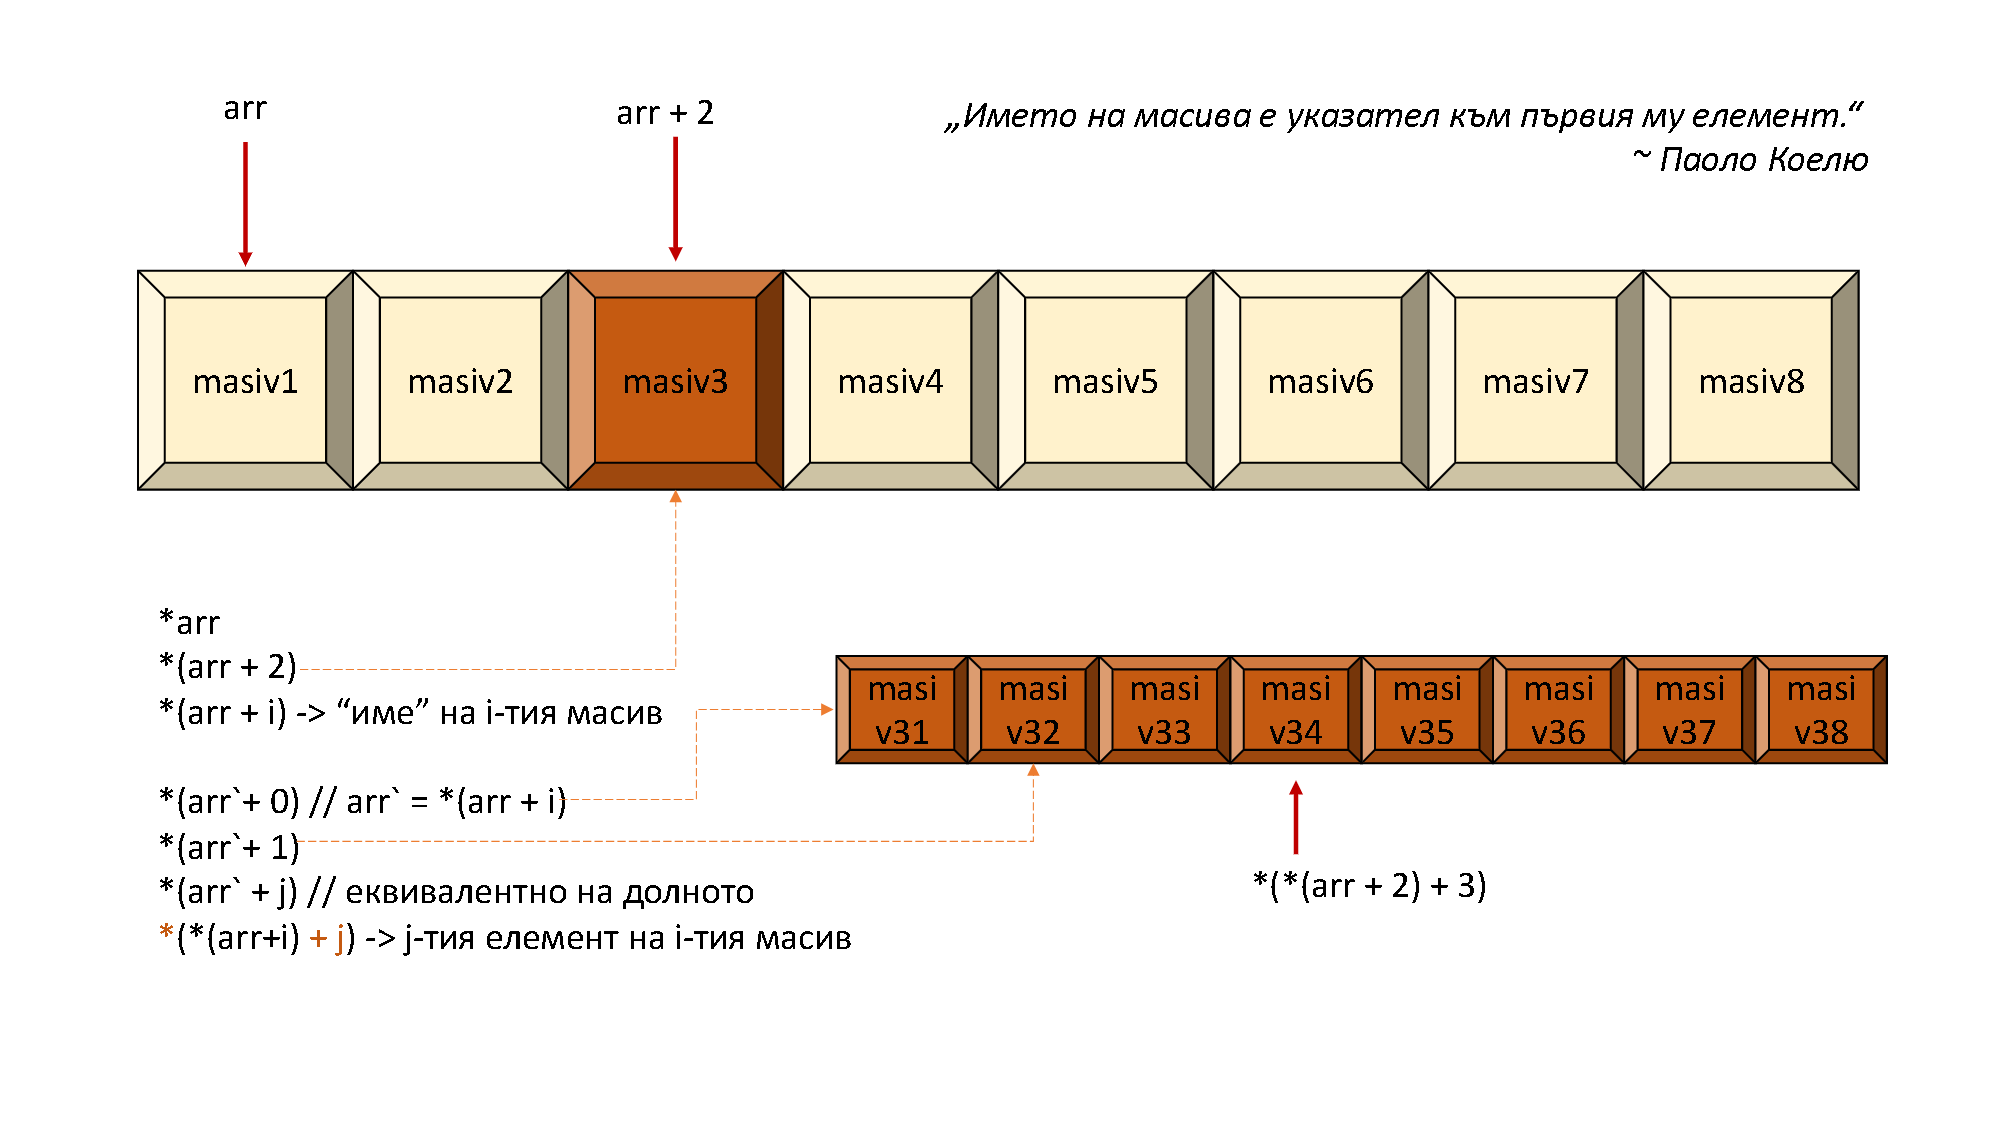 arr
arr + 2
„Името на масива е указател към първия му елемент.“
~ Паоло Коелю
masiv1 masiv2 masiv3 masiv4 masiv5 masiv6 masiv7 masiv8
*arr
*(arr + 2)
*(arr + i) -> “име” на i-тия масив
masi masi masi masi masi masi masi masi
v31 v32 v33 v34 v35 v36 v37 v38
*(arr`+ 0) // arr` = *(arr + i)
*(arr`+ 1)
*(arr` + j) // еквивалентно на долното
*(*(arr+i) + j) -> j-тия елемент на i-тия масив
*(*(arr + 2) + 3)